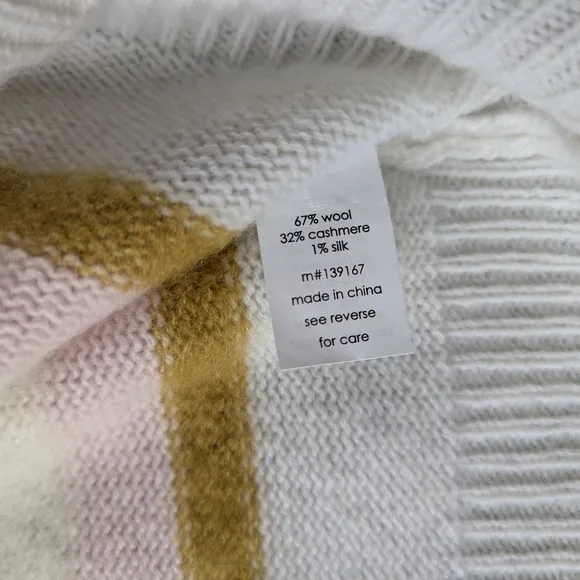 67% wool
32% cashmere
1% silk
m#139167
made in china
see reverse
for care